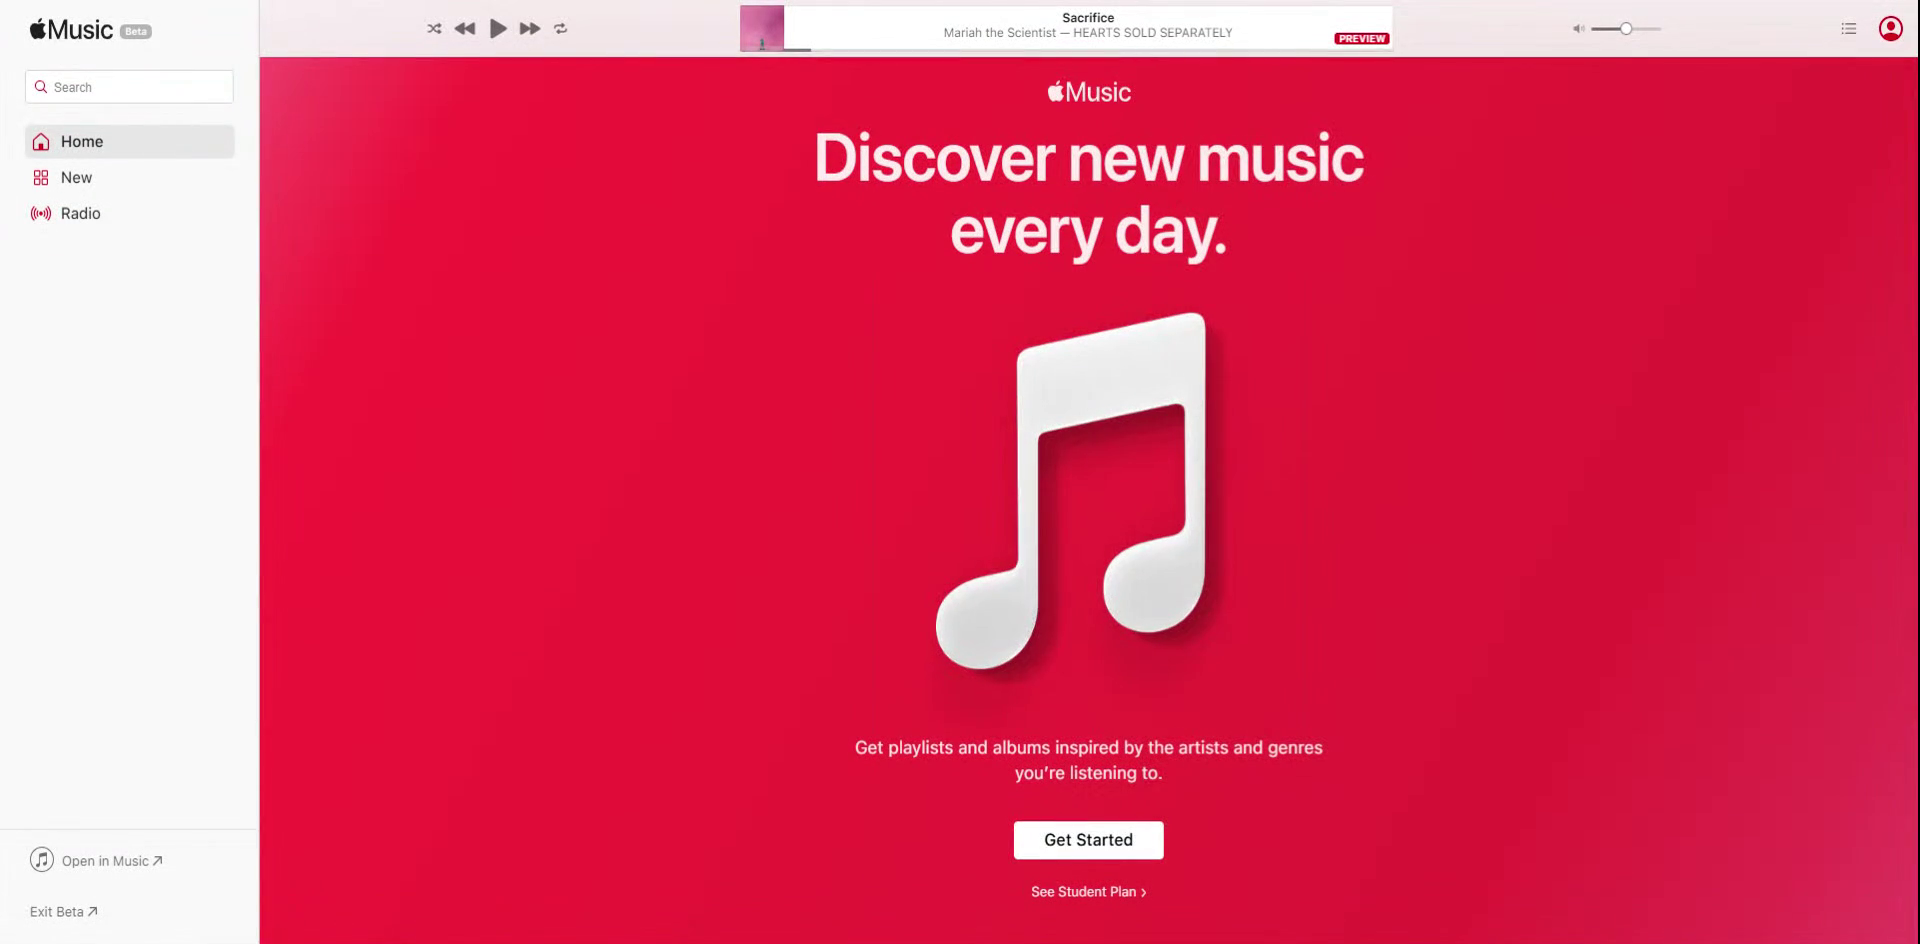 Music Beta
Search
Home
New
Radio
Open in Music
Exit Beta
Sacrifice
Mariah the Scientist — HEARTS SOLD SEPARATELY
PREVIEW
Music
Discover new music
every day.
Get playlists and albums inspired by the artists and genres
you’re listening to.
Get Started
See Student Plan ›